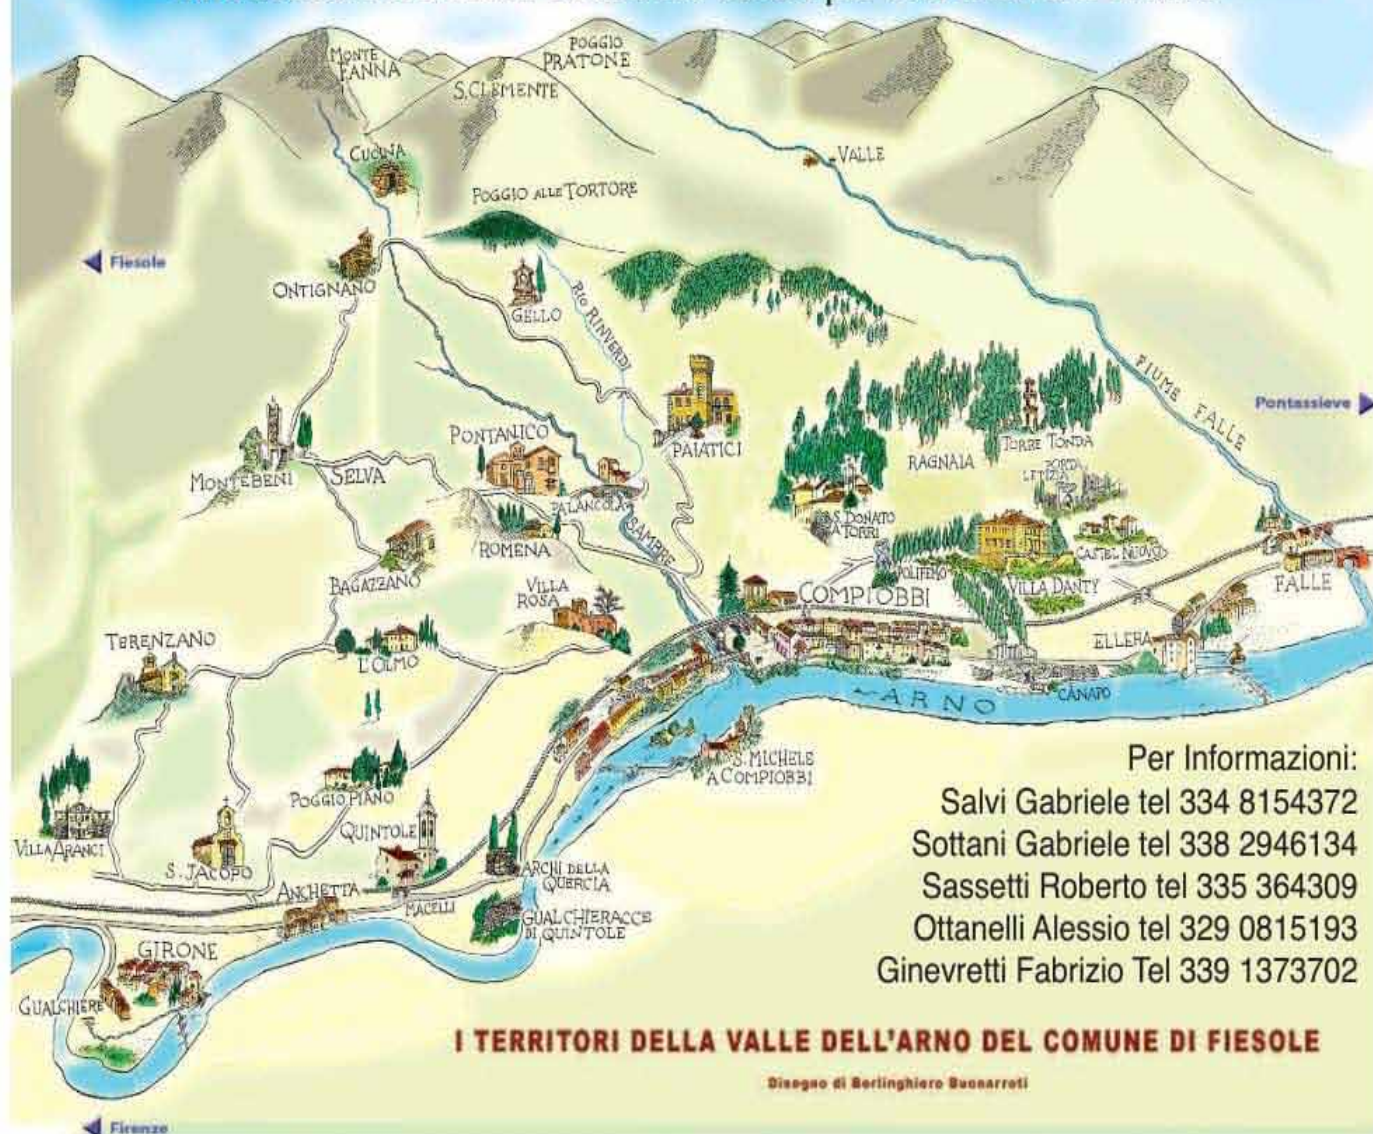 MONTE
FANNA
POGGIO
PRATONE
S. CLEMENTE
CUCINA
VALLE
POGGIO ALLE TORTORE
Fiesole
ONTIGNANO
GELLO
RIO RINVERDI
FIUME FALLE
Pontassieve
PAIATICI
TORRE TONDA
RAGNAIA
PONTANICO
MONTEBENI
SELVA
PALANCOLA
SAMBRE
ROMENA
S. DONATO
A TORRI
CASTEL NUOVO
POLIFEMO
VILLA DANTY
FALLE
BAGAZZANO
VILLA
ROSA
COMPIOBBI
ELLERA
TERENZANO
L'OLMO
ARNO
CANAPO
S. MICHELE
A COMPIOBBI
POGGIO PIANO
QUINTOLE
VILLA ARANCI
S. JACOPO
ANCHETTA
MACELLI
ARCHI DELLA
QUERCIA
GUALCHIERACCE
DI QUINTOLE
GIRONE
GUALCHIERE
Per Informazioni:
Salvi Gabriele tel 334 8154372
Sottani Gabriele tel 338 2946134
Sassetti Roberto tel 335 364309
Ottanelli Alessio tel 329 0815193
Ginevretti Fabrizio Tel 339 1373702
I TERRITORI DELLA VALLE DELL'ARNO DEL COMUNE DI FIESOLE
Disegno di Berlinghiero Buonarroti
Firenze